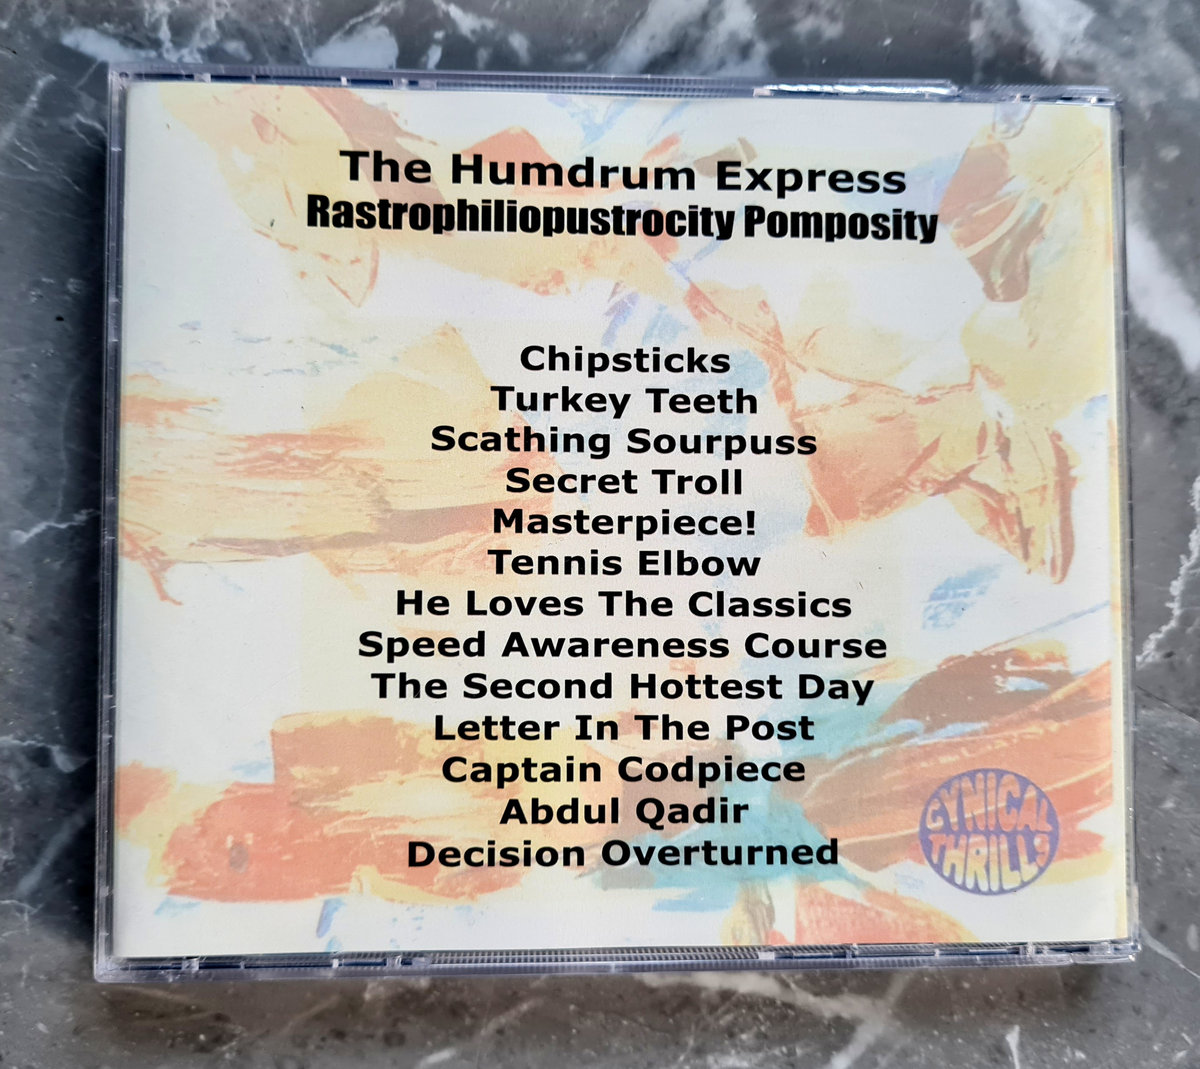 The Humdrum Express
Rastrophiliopustrocity Pomposity
Chipsticks
Turkey Teeth
Scathing Sourpuss
Secret Troll
Masterpiece!
Tennis Elbow
He Loves The Classics
Speed Awareness Course
The Second Hottest Day
Letter In The Post
Captain Codpiece
Abdul Qadir
Decision Overturned
CYNICAL
THRILLS